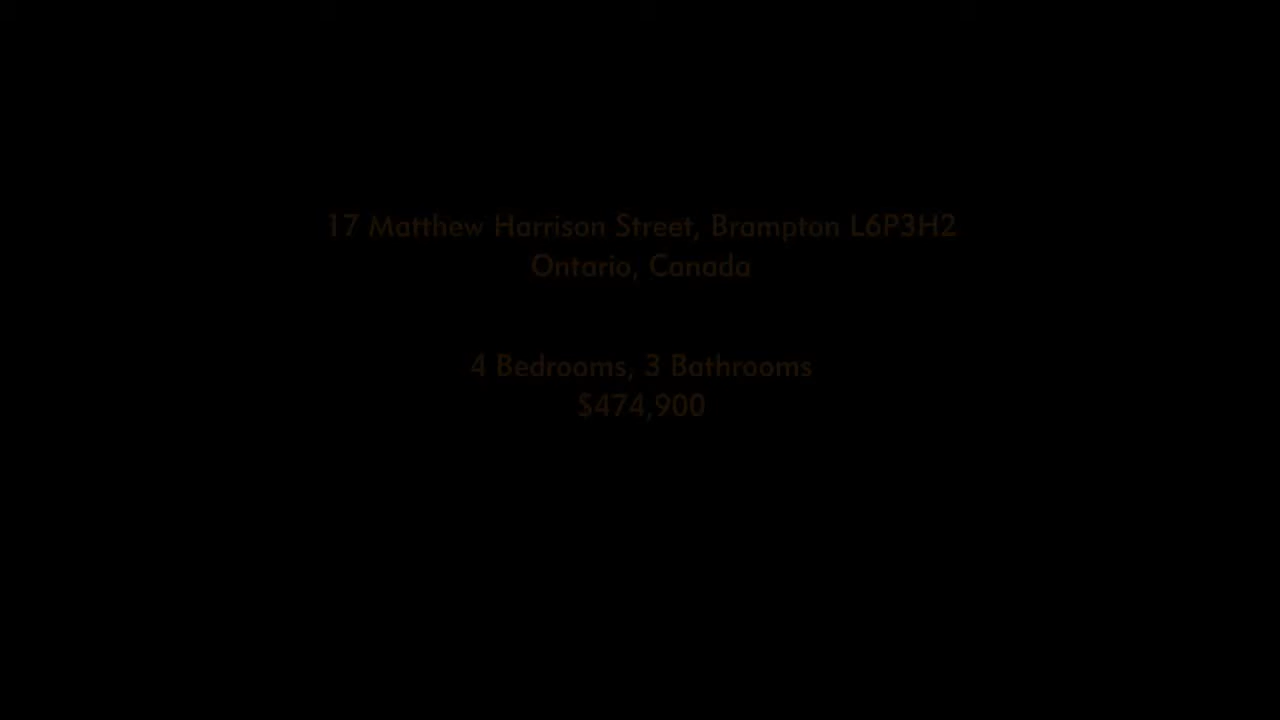 17 Matthew Harrison Street, Brampton L6P3H2
Ontario, Canada
4 Bedrooms, 3 Bathrooms
$474,900